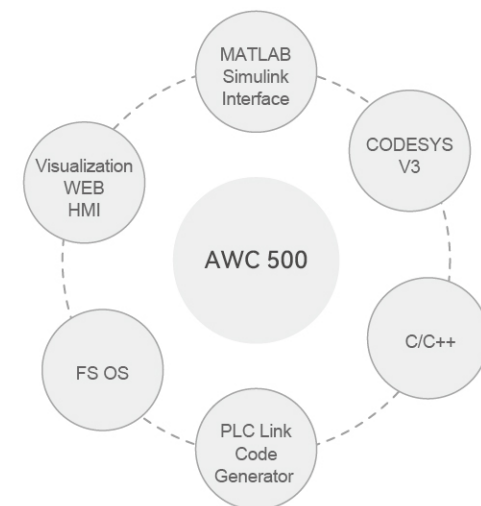 MATLAB
Simulink
Interface
CODESYS
V3
Visualization
WEB
HMI
AWC 500
C/C++
FS OS
PLC Link
Code
Generator